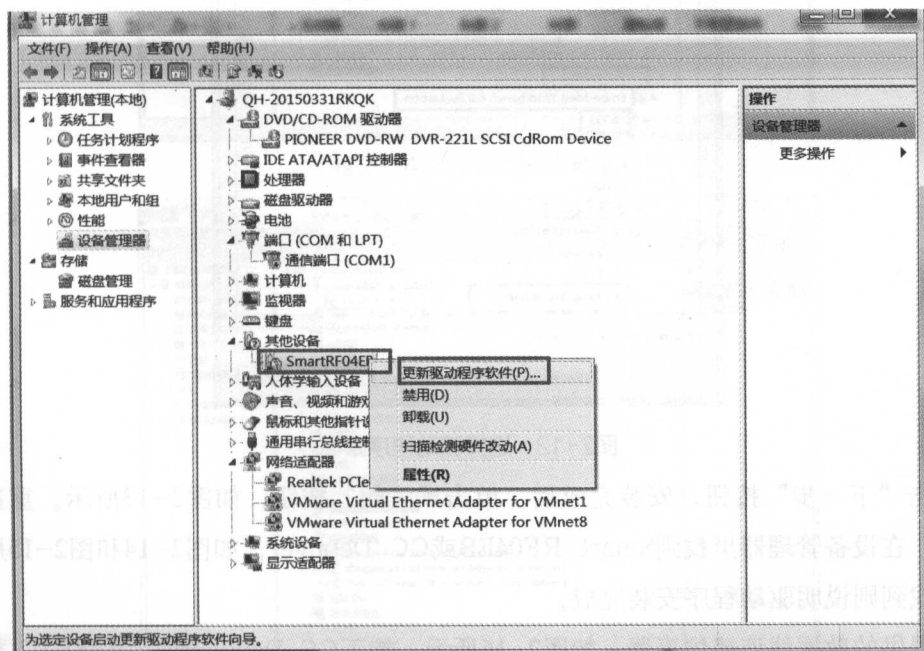 计算机管理
文件(F) 操作(A) 查看(V) 帮助(H)
计算机管理(本地)
系统工具
任务计划程序
事件查看器
共享文件夹
本地用户和组
性能
设备管理器
存储
磁盘管理
服务和应用程序
QH-20150331RKQK
DVD/CD-ROM 驱动器
PIONEER DVD-RW DVR-221L SCSI CdRom Device
IDE ATA/ATAPI 控制器
处理器
磁盘驱动器
电池
端口 (COM 和 LPT)
通信端口 (COM1)
计算机
监视器
键盘
其他设备
SmartRF04EB
人体学输入设备
声音、视频和游戏
鼠标和其他指针设
通用串行总线控制
网络适配器
Realtek PCIe
VMware Virtual Ethernet Adapter for VMnet1
VMware Virtual Ethernet Adapter for VMnet8
系统设备
显示适配器
更新驱动程序软件(P)...
禁用(D)
卸载(U)
扫描检测硬件改动(A)
属性(R)
操作
设备管理器
更多操作
为选定设备启动更新驱动程序软件向导。